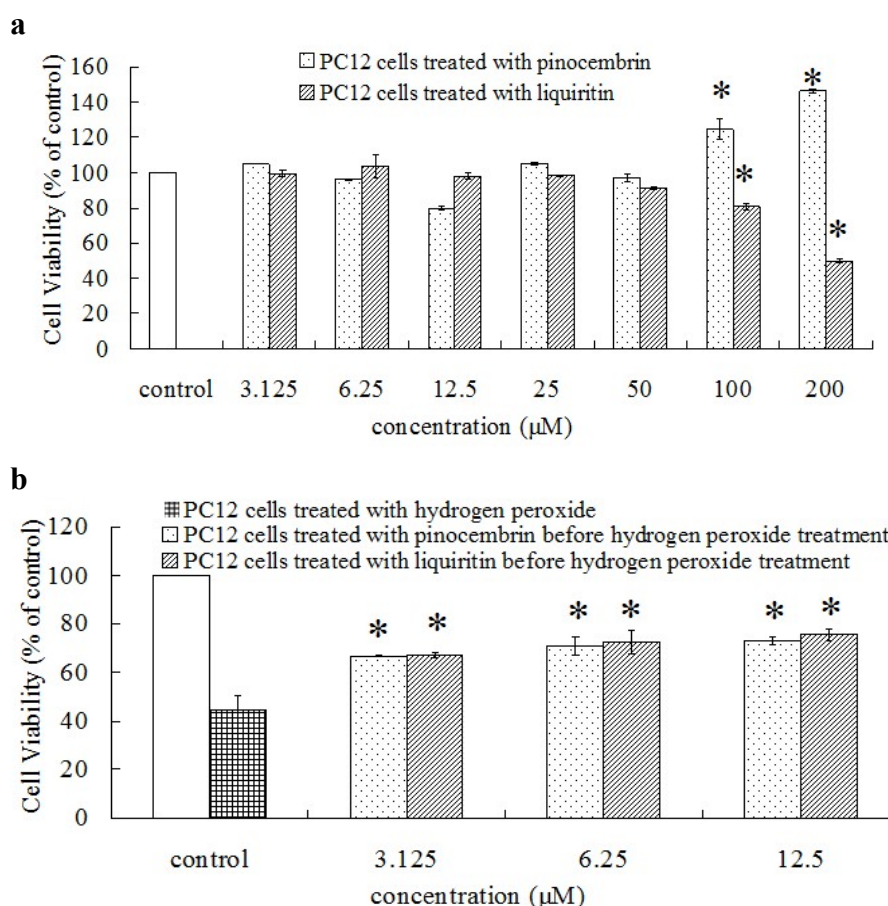 a
PC12 cells treated with pinocembrin
PC12 cells treated with liquiritin
Cell Viability (% of control)
160
140
120
100
80
60
40
20
0
* * * *
control 3.125 6.25 12.5 25 50 100 200
concentration (μM)
b
PC12 cells treated with hydrogen peroxide
PC12 cells treated with pinocembrin before hydrogen peroxide treatment
PC12 cells treated with liquiritin before hydrogen peroxide treatment
Cell Viability (% of control)
120
100
80
60
40
20
0
* * * * * *
control 3.125 6.25 12.5
concentration (μM)